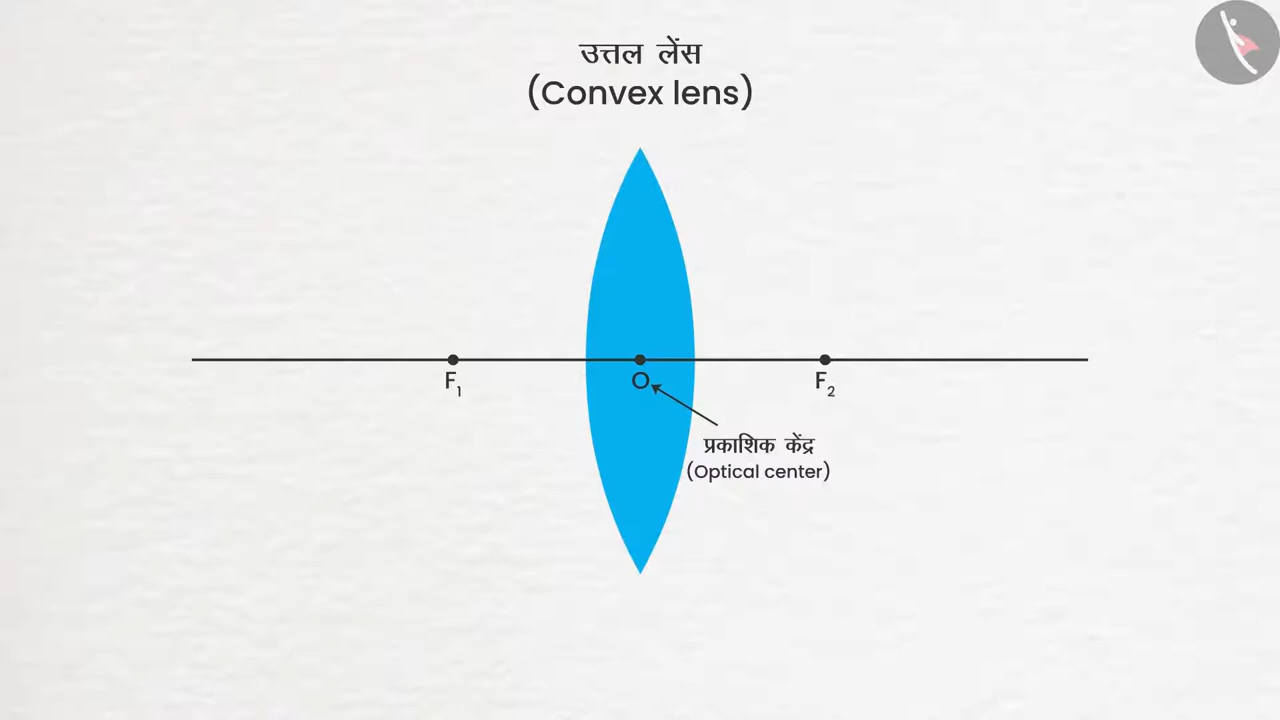 उत्तल लेंस
(Convex lens)
F₁
O
F₂
प्रकाशिक केंद्र
(Optical center)